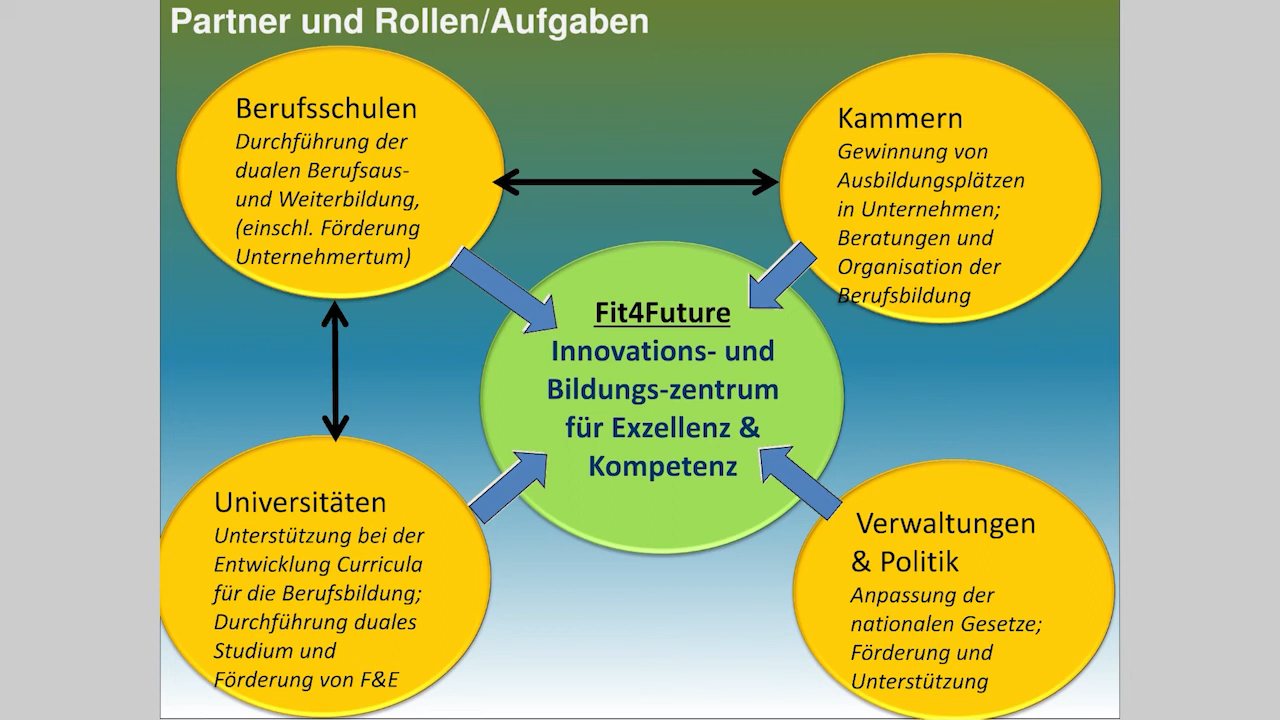 Partner und Rollen/Aufgaben
Berufsschulen
Durchführung der
dualen Berufsaus-
und Weiterbildung,
(einschl. Förderung
Unternehmertum)
Kammern
Gewinnung von
Ausbildungsplätzen
in Unternehmen;
Beratungen und
Organisation der
Berufsbildung
Fit4Future
Innovations- und
Bildungs-zentrum
für Exzellenz &
Kompetenz
Universitäten
Unterstützung bei der
Entwicklung Curricula
für die Berufsbildung;
Durchführung duales
Studium und
Förderung von F&E
Verwaltungen
& Politik
Anpassung der
nationalen Gesetze;
Förderung und
Unterstützung